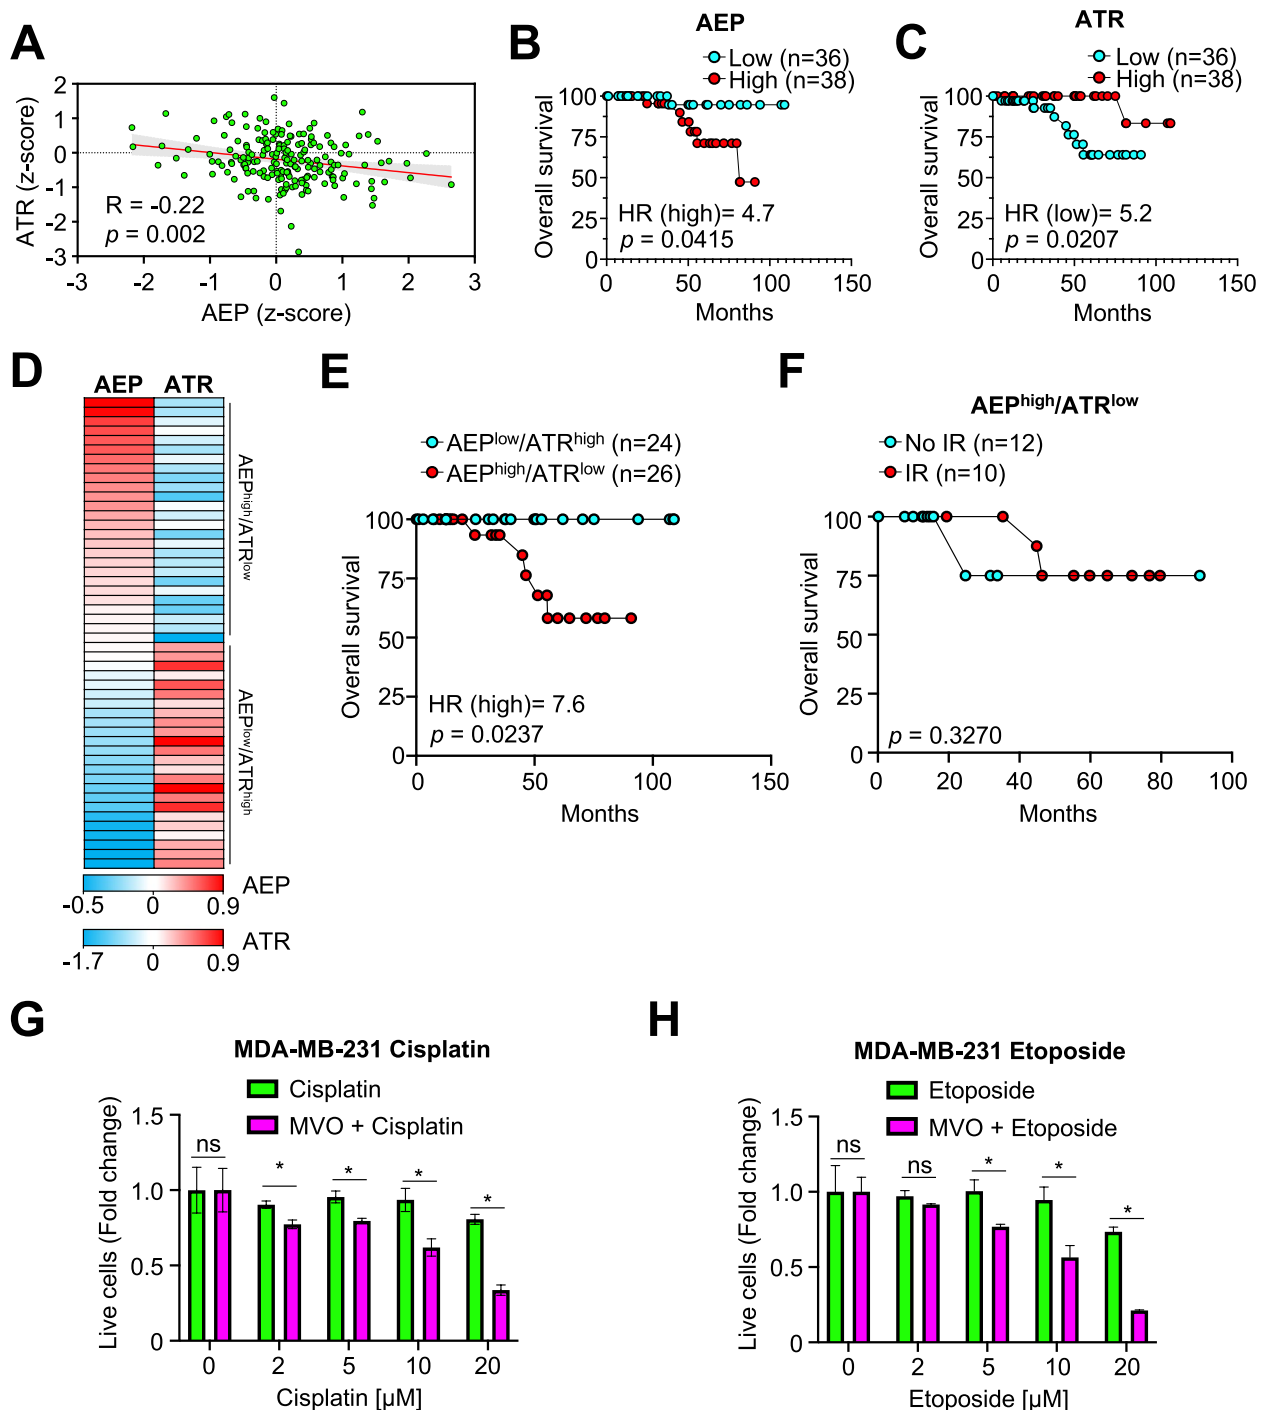 A
2
1
0
-1
-2
-3
ATR (z-score)
R = -0.22
p = 0.002
-3 -2 -1 0 1 2 3
AEP (z-score)
B
AEP
Low (n=36)
High (n=38)
100
75
50
25
0
Overall survival
HR (high)= 4.7
p = 0.0415
0 50 100 150
Months
C
ATR
Low (n=36)
High (n=38)
100
75
50
25
0
Overall survival
HR (low)= 5.2
p = 0.0207
0 50 100 150
Months
D
AEP ATR
AEPhigh/ATRlow
AEPlow/ATRhigh
AEP
-0.5 0 0.9
ATR
-1.7 0 0.9
E
AEPlow/ATRhigh (n=24)
AEPhigh/ATRlow (n=26)
100
75
50
25
0
Overall survival
HR (high)= 7.6
p = 0.0237
0 50 100 150
Months
F
AEPhigh/ATRlow
No IR (n=12)
IR (n=10)
100
75
50
25
0
Overall survival
p = 0.3270
0 20 40 60 80 100
Months
G
MDA-MB-231 Cisplatin
Cisplatin
MVO + Cisplatin
1.5
1.0
0.5
0
Live cells (Fold change)
ns * * * *
0 2 5 10 20
Cisplatin [µM]
H
MDA-MB-231 Etoposide
Etoposide
MVO + Etoposide
1.5
1.0
0.5
0
Live cells (Fold change)
ns ns * * *
0 2 5 10 20
Etoposide [µM]